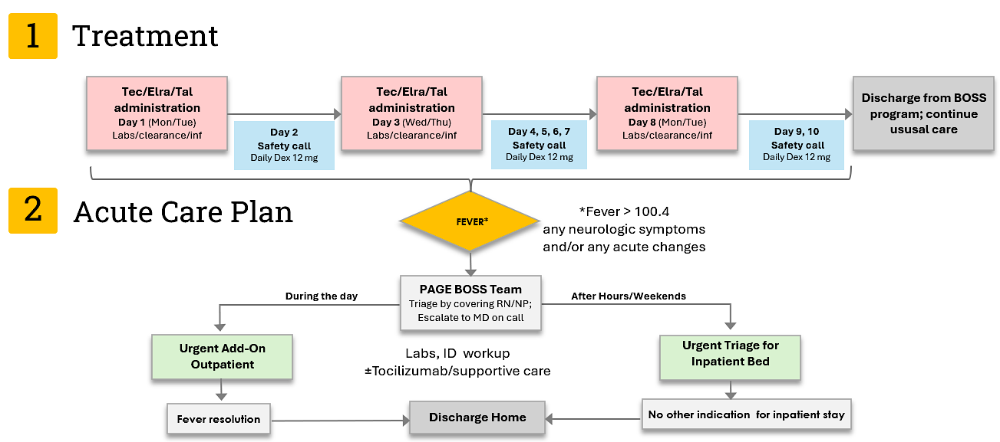 1 Treatment
Tec/Elra/Tal
administration
Day 1 (Mon/Tue)
Labs/clearance/inf
Day 2
Safety call
Daily Dex 12 mg
Tec/Elra/Tal
administration
Day 3 (Wed/Thu)
Labs/clearance/inf
Day 4, 5, 6, 7
Safety call
Daily Dex 12 mg
Tec/Elra/Tal
administration
Day 8 (Mon/Tue)
Labs/clearance/inf
Day 9, 10
Safety call
Daily Dex 12 mg
Discharge from BOSS
program; continue
ususal care
2 Acute Care Plan
FEVER*
*Fever > 100.4
any neurologic symptoms
and/or any acute changes
PAGE BOSS Team
Triage by covering RN/NP;
Escalate to MD on call
During the day
After Hours/Weekends
Urgent Add-On
Outpatient
Labs, ID workup
±Tocilizumab/supportive care
Urgent Triage for
Inpatient Bed
Fever resolution
Discharge Home
No other indication for inpatient stay